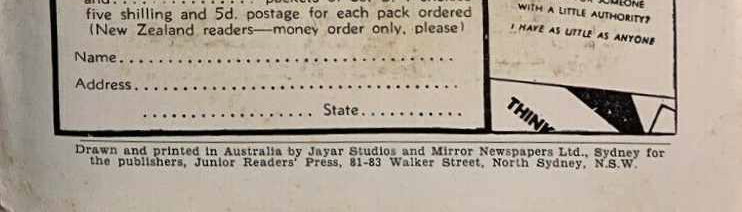 five shilling and 5d. postage for each pack ordered
(New Zealand readers—money order only, please)
Name
Address
State
WITH A LITTLE AUTHORITY?
I HAVE AS LITTLE AS ANYONE
THINK
Drawn and printed in Australia by Jayar Studios and Mirror Newspapers Ltd., Sydney for
the publishers, Junior Readers' Press, 81-83 Walker Street, North Sydney, N.S.W.